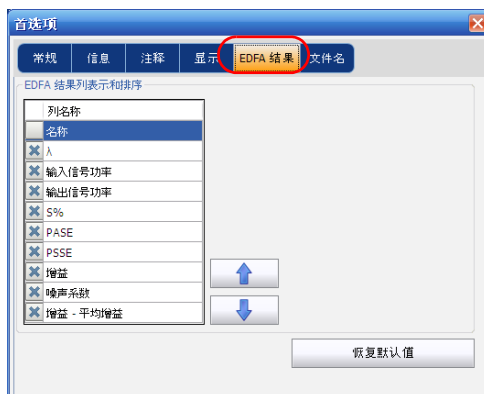 首选项
常规 信息 注释 显示 EDFA 结果 文件名
EDFA 结果列表示和排序
列名称
名称
λ
输入信号功率
输出信号功率
S%
PASE
PSSE
增益
噪声系数
增益 - 平均增益
恢复默认值